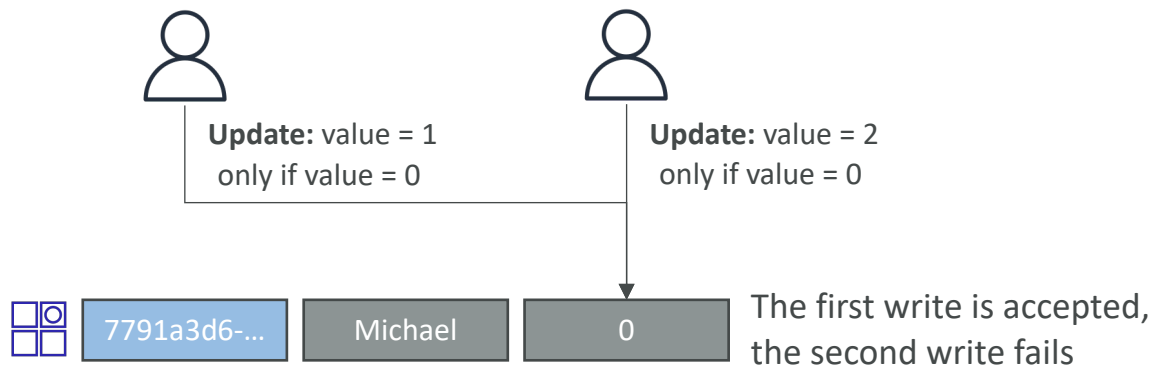 Update: value = 1
only if value = 0
Update: value = 2
only if value = 0
7791a3d6-...
Michael
0
The first write is accepted,
the second write fails